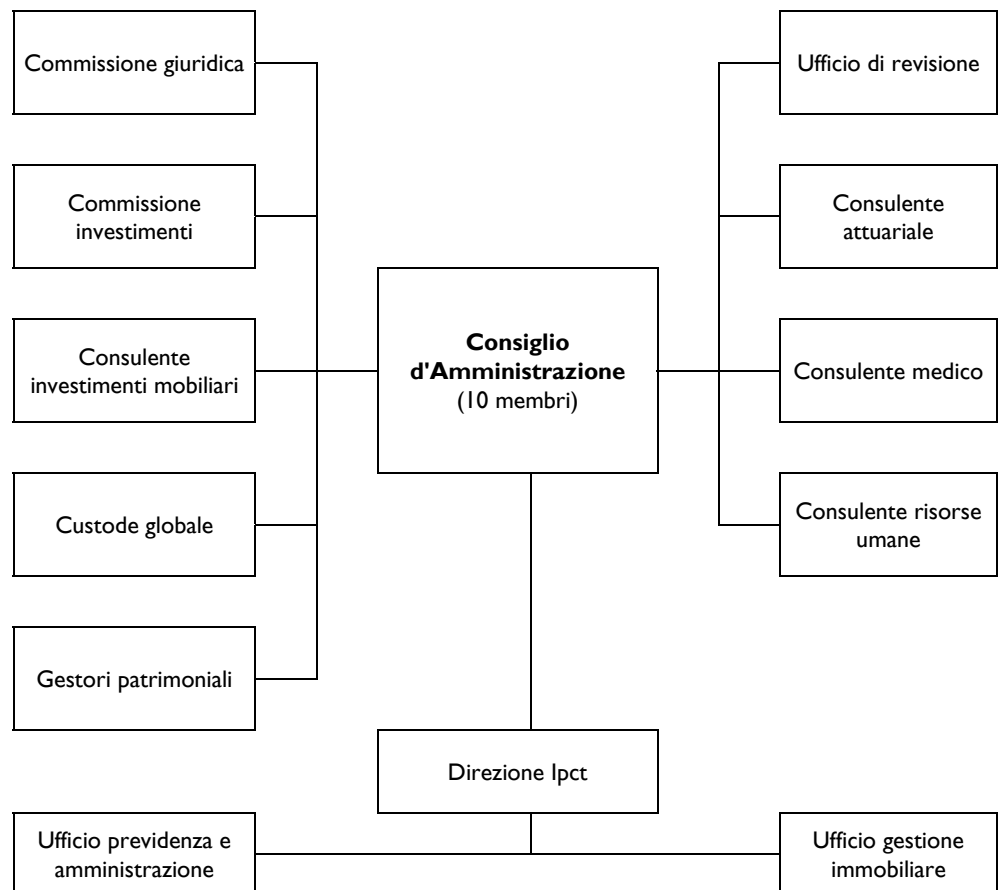 Commissione giuridica
Ufficio di revisione
Commissione
investimenti
Consulente
attuariale
Consulente
investimenti mobiliari
Consiglio
d'Amministrazione
(10 membri)
Consulente medico
Custode globale
Consulente risorse
umane
Gestori patrimoniali
Direzione Ipct
Ufficio previdenza e
amministrazione
Ufficio gestione
immobiliare